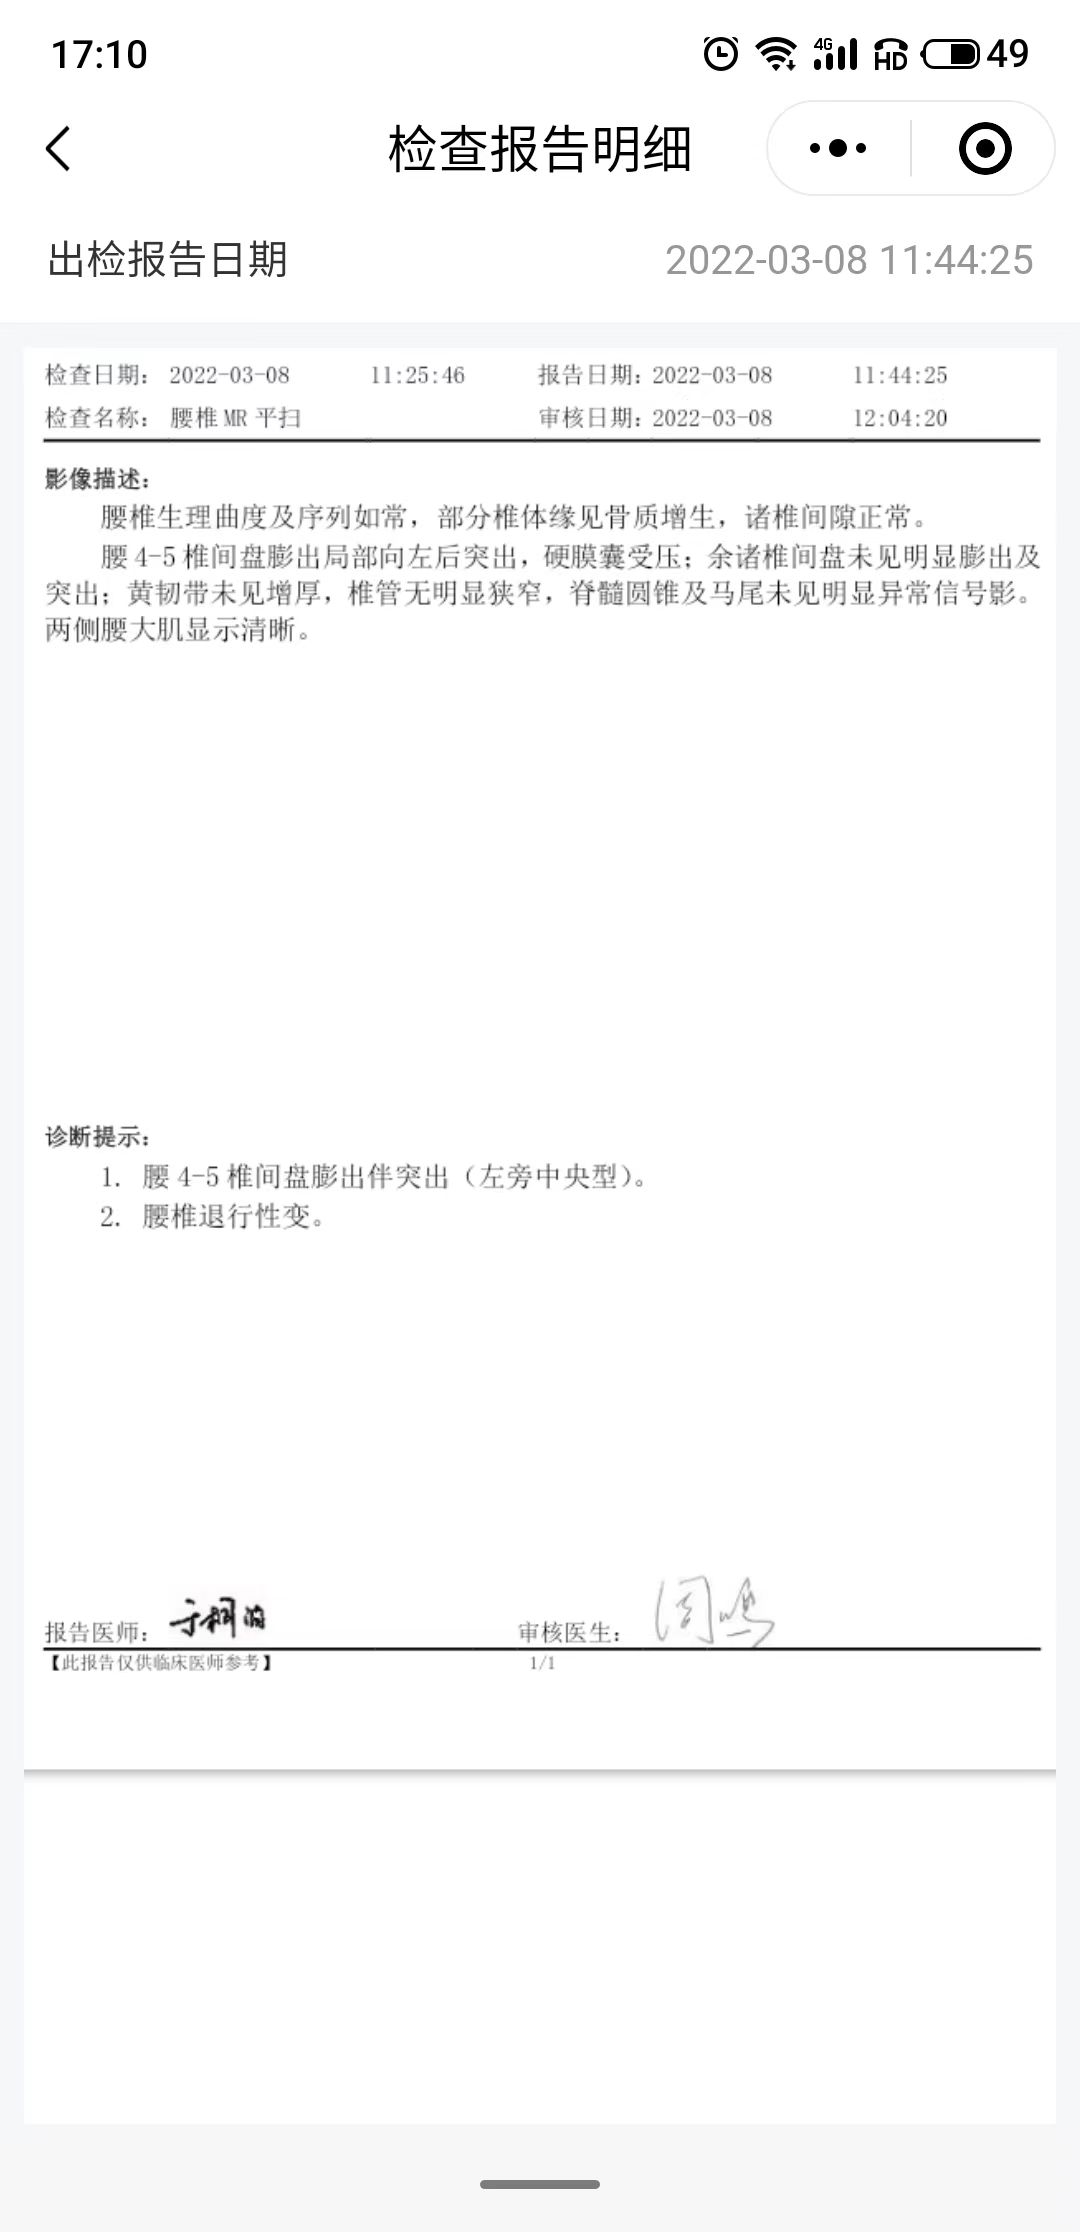 17:10 4G HD 49
检查报告明细
出检报告日期 2022-03-08 11:44:25
检查日期: 2022-03-08 11:25:46 报告日期: 2022-03-08 11:44:25
检查名称: 腰椎 MR 平扫 审核日期: 2022-03-08 12:04:20
影像描述:
腰椎生理曲度及序列如常，部分椎体缘见骨质增生，诸椎间隙正常。
腰 4-5 椎间盘膨出局部向左后突出，硬膜囊受压；余诸椎间盘未见明显膨出及
突出；黄韧带未见增厚，椎管无明显狭窄，脊髓圆锥及马尾未见明显异常信号影。
两侧腰大肌显示清晰。
诊断提示:
1. 腰 4-5 椎间盘膨出伴突出（左旁中央型）。
2. 腰椎退行性变。
报告医师: 审核医生:
【此报告仅供临床医师参考】 1/1